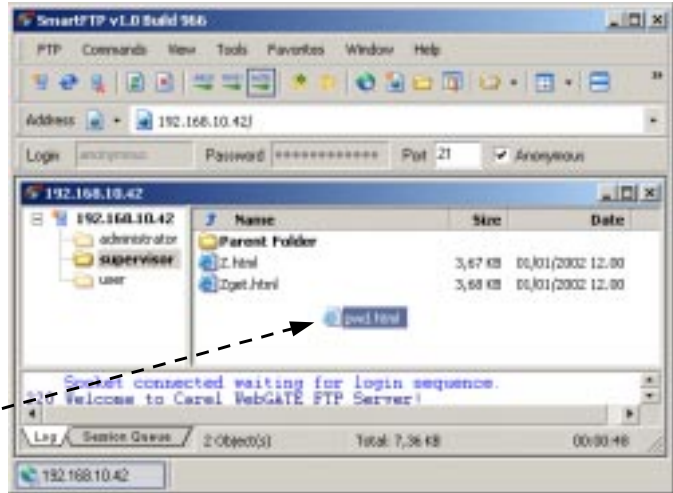 SmartFTP v1.0 Build 966
FTP Commands View Tools Favorites Window Help
Address 192.168.10.42/
Login anonymous Password ************ Port 21 Anonymous
192.168.10.42
192.168.10.42
administrator
supervisor
user
Name Size Date
Parent Folder
Z.html 3,67 KB 01/01/2002 12.00
Zget.html 3,68 KB 01/01/2002 12.00
pwd.html
Socket connected waiting for login sequence.
220 Welcome to Carel WebGATE FTP Server!
Log Session Queue 2 Object(s) Total: 7,36 KB 00:00:48
192.168.10.42